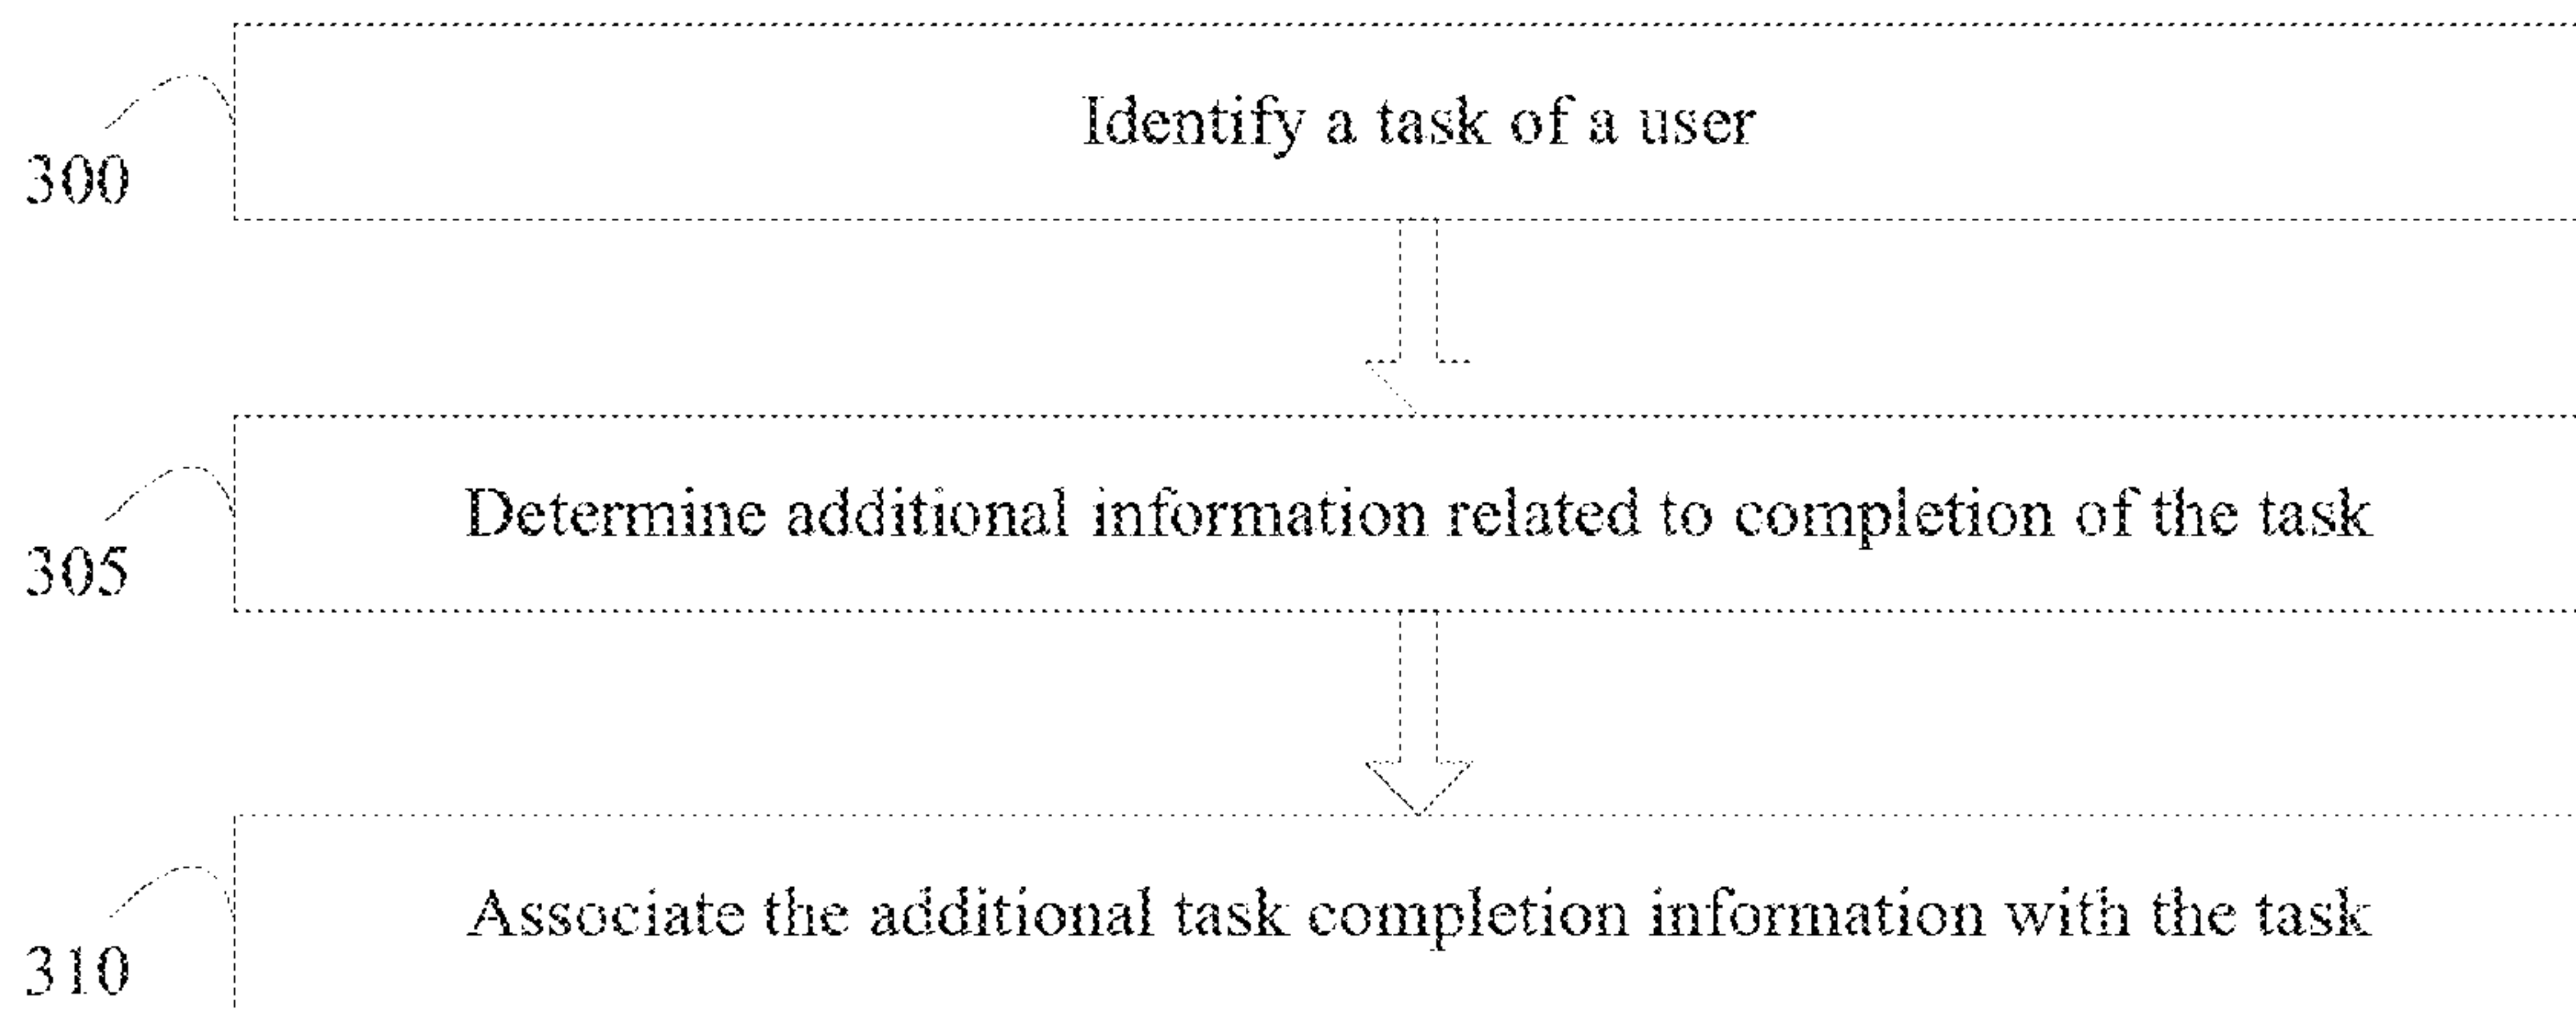 Identify a task of a user
300
Determine additional information related to completion of the task
305
Associate the additional task completion information with the task
310